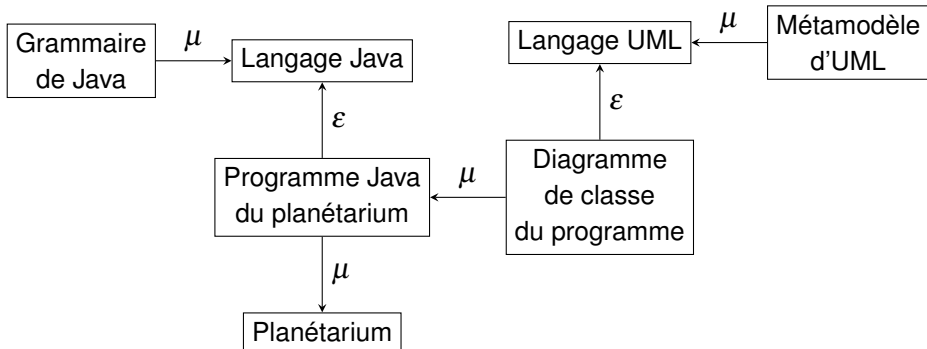 Grammaire
de Java
μ
Langage Java
Langage UML
μ
Métamodèle
d'UML
ε
ε
Programme Java
du planétarium
μ
Diagramme
de classe
du programme
μ
Planétarium